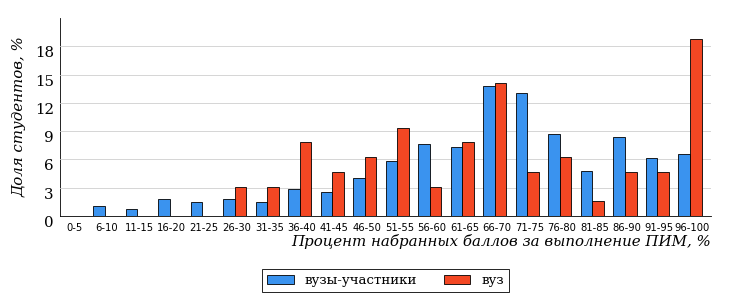 Доля студентов, %
18
15
12
9
6
3
0
0-5 6-10 11-15 16-20 21-25 26-30 31-35 36-40 41-45 46-50 51-55 56-60 61-65 66-70 71-75 76-80 81-85 86-90 91-95 96-100
Процент набранных баллов за выполнение ПИМ, %
вузы-участники вуз